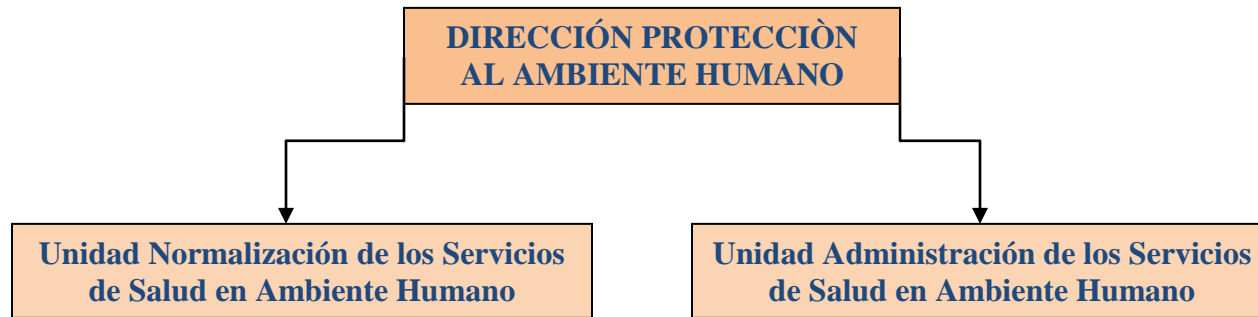 DIRECCIÓN PROTECCIÒN
AL AMBIENTE HUMANO
Unidad Normalización de los Servicios
de Salud en Ambiente Humano
Unidad Administración de los Servicios
de Salud en Ambiente Humano